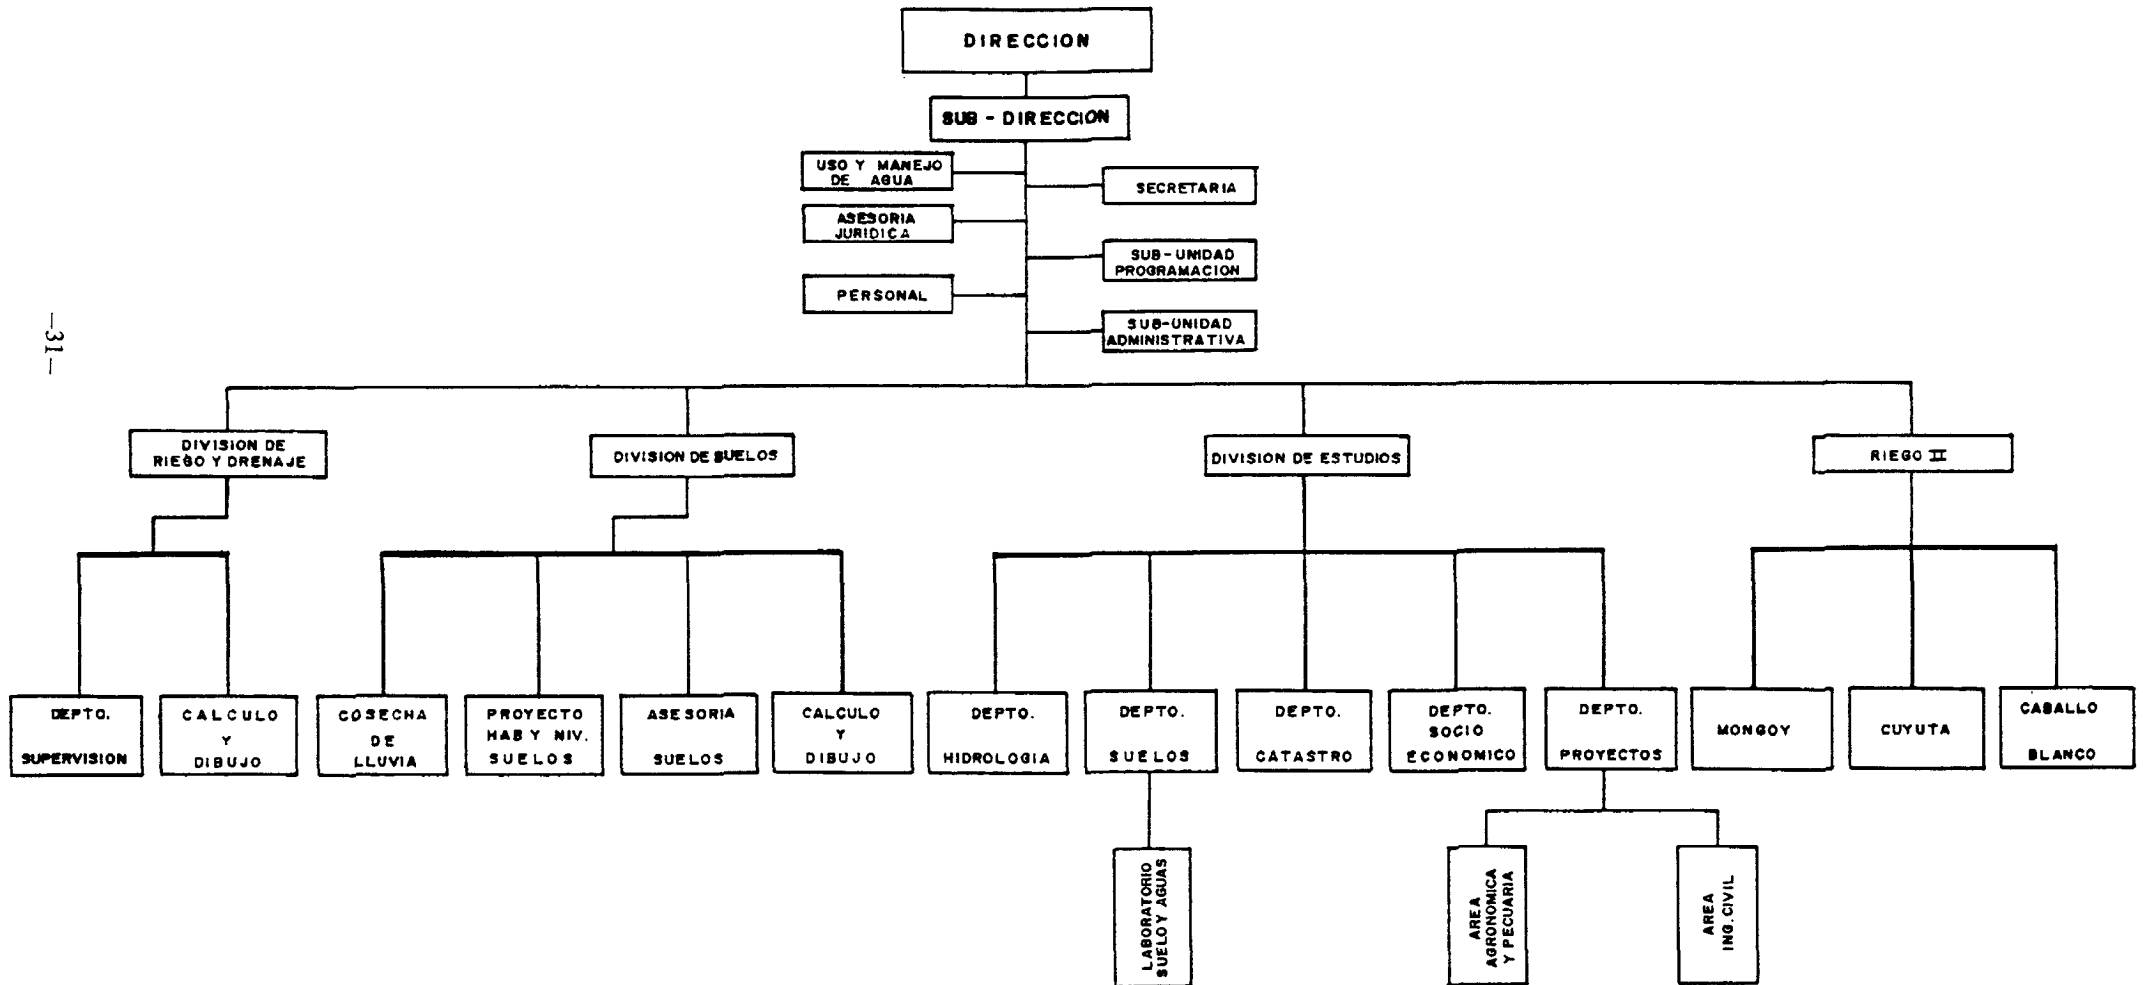 DIRECCION
SUB - DIRECCION
USO Y MANEJO
DE AGUA
SECRETARIA
ASESORIA
JURIDICA
SUB-UNIDAD
PROGRAMACION
PERSONAL
SUB-UNIDAD
ADMINISTRATIVA
—31—
DIVISION DE
RIEGO Y DRENAJE
DIVISION DE SUELOS
DIVISION DE ESTUDIOS
RIEGO II
DEPTO.
SUPERVISION
CALCULO
Y
DIBUJO
COSECHA
DE
LLUVIA
PROYECTO
HAB Y NIV.
SUELOS
ASESORIA
SUELOS
CALCULO
Y
DIBUJO
DEPTO.
HIDROLOGIA
DEPTO.
SUELOS
DEPTO.
CATASTRO
DEPTO.
SOCIO
ECONOMICO
DEPTO.
PROYECTOS
MONGOY
CUYUTA
CABALLO
BLANCO
LABORATORIO
SUELO Y AGUAS
AREA
AGRONOMICA
Y PECUARIA
AREA
ING. CIVIL